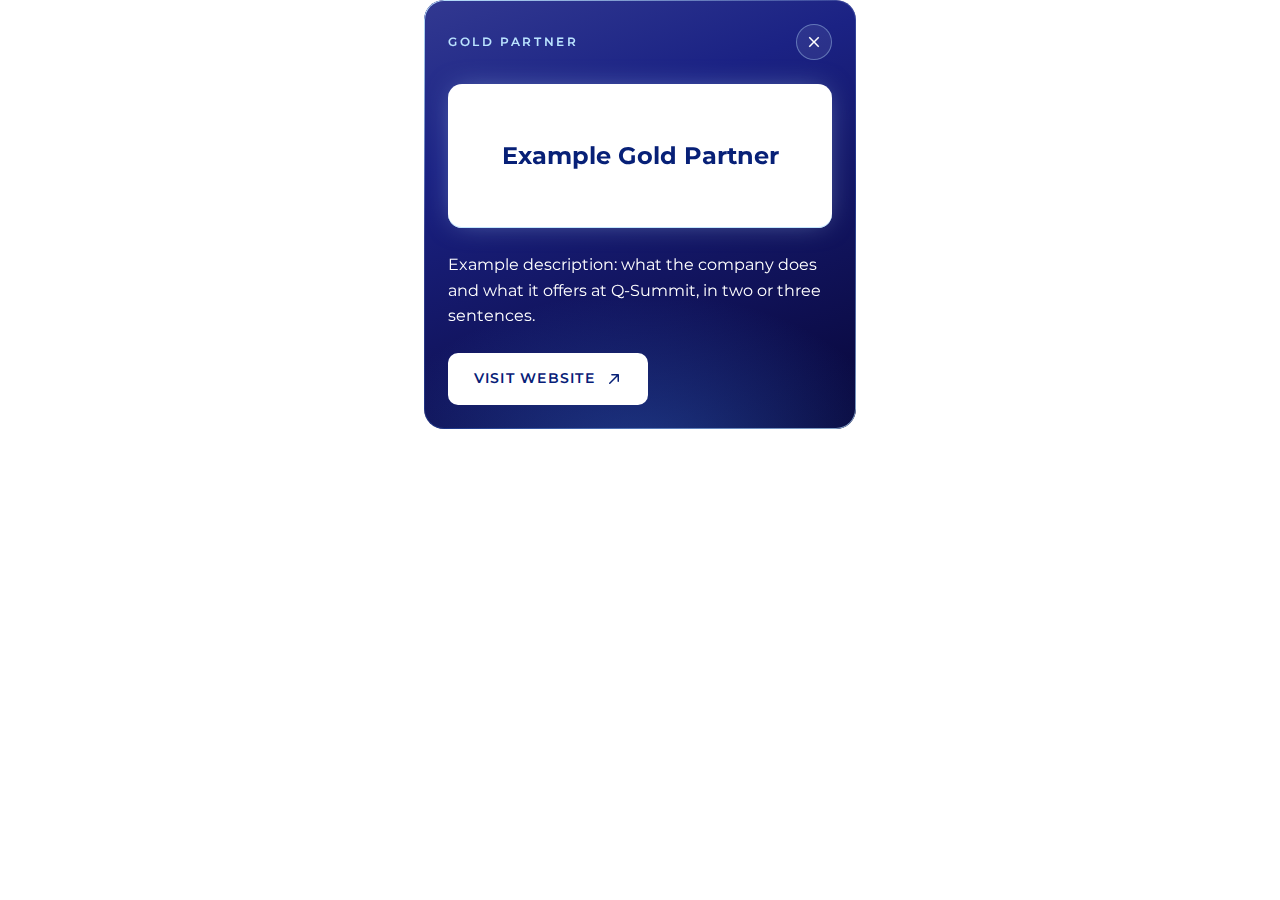 GOLD PARTNER
Example Gold Partner
Example description: what the company does
and what it offers at Q-Summit, in two or three
sentences.
VISIT WEBSITE